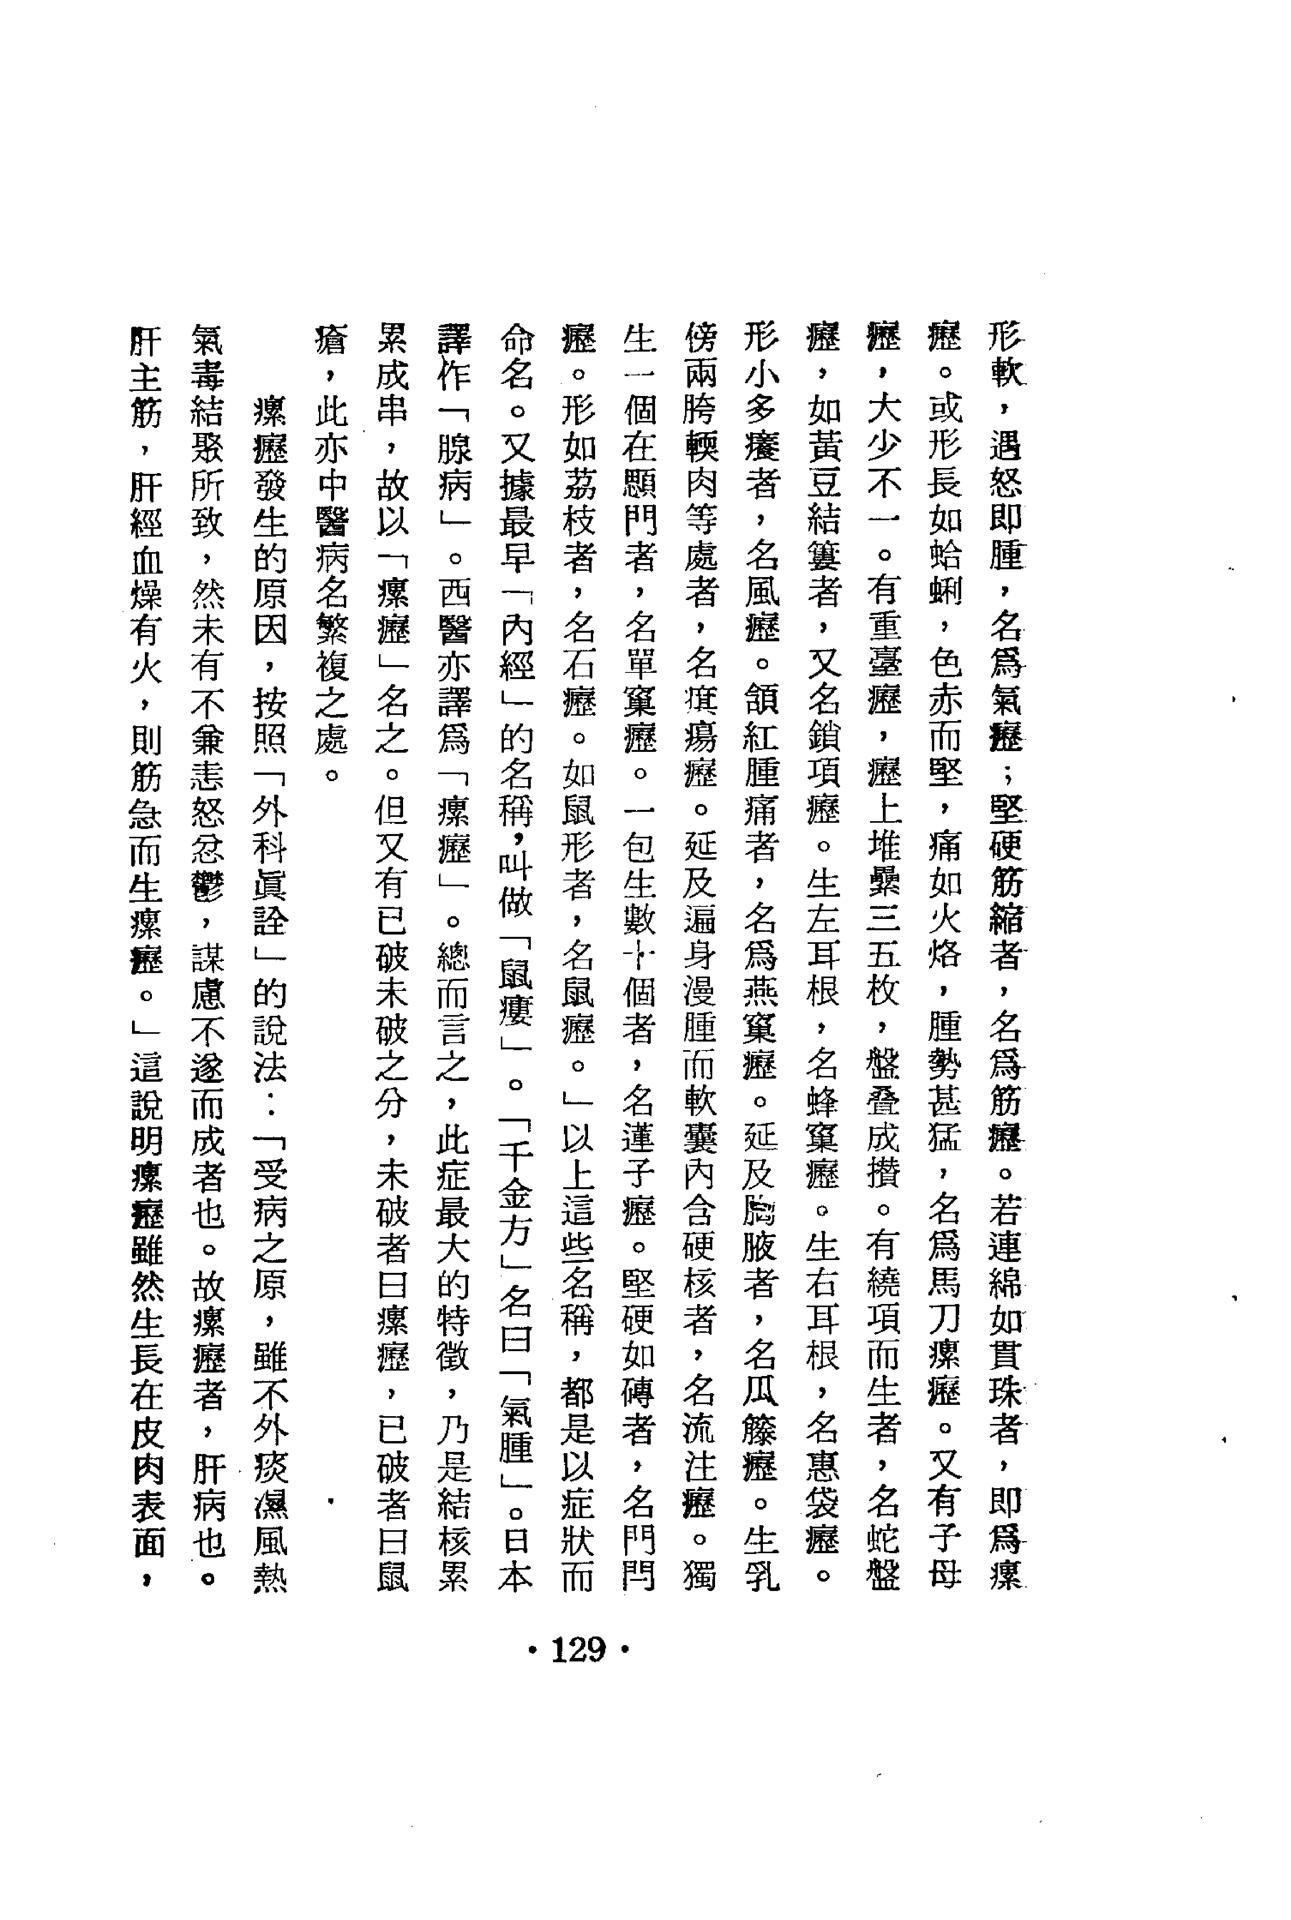 形軟，遇怒即腫，名爲氣癧；堅硬筋縮者，名爲筋癧。若連綿如貫珠者，即爲瘰
癧。或形長如蛤蜊，色赤而堅，痛如火烙，腫勢甚猛，名爲馬刀瘰癧。又有子母
癧，大少不一。有重臺癧，癧上堆纍三五枚，盤叠成攢。有繞項而生者，名蛇盤
癧，如黃豆結簍者，又名鎖項癧。生左耳根，名蜂窠癧。生右耳根，名惠袋癧。
形小多癢者，名風癧。頷紅腫痛者，名爲燕窠癧。延及胸腋者，名瓜籐癧。生乳
傍兩胯輭肉等處者，名㾷瘍癧。延及遍身漫腫而軟囊內含硬核者，名流注癧。獨
生一個在顖門者，名單窠癧。一包生數十個者，名蓮子癧。堅硬如磚者，名門閂
癧。形如荔枝者，名石癧。如鼠形者，名鼠癧。」以上這些名稱，都是以症狀而
命名。又據最早「內經」的名稱，叫做「鼠瘻」。「千金方」名曰「氣腫」。日本
譯作「腺病」。西醫亦譯爲「瘰癧」。總而言之，此症最大的特徵，乃是結核累
累成串，故以「瘰癧」名之。但又有已破未破之分，未破者曰瘰癧，已破者曰鼠
瘡，此亦中醫病名繁複之處。
瘰癧發生的原因，按照「外科眞詮」的說法：「受病之原，雖不外痰濕風熱
氣毒結聚所致，然未有不兼恚怒忿鬱，謀慮不遂而成者也。故瘰癧者，肝病也。
肝主筋，肝經血燥有火，則筋急而生瘰癧。」這說明瘰癧雖然生長在皮肉表面，
·129·